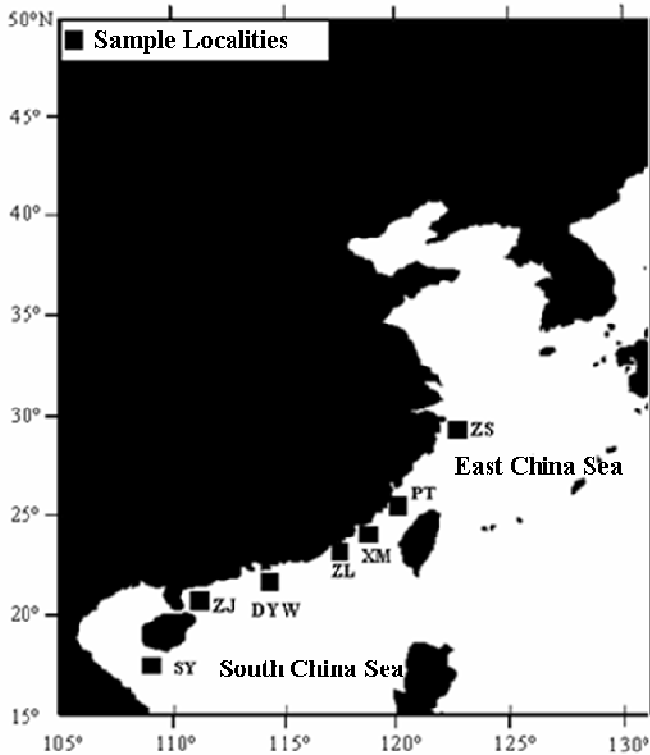 50°N
Sample Localities
45°
40°
35°
30°
ZS
East China Sea
PT
25°
XM
ZL
ZJ
DYW
20°
SY
South China Sea
15°
105°
110°
115°
120°
125°
130°